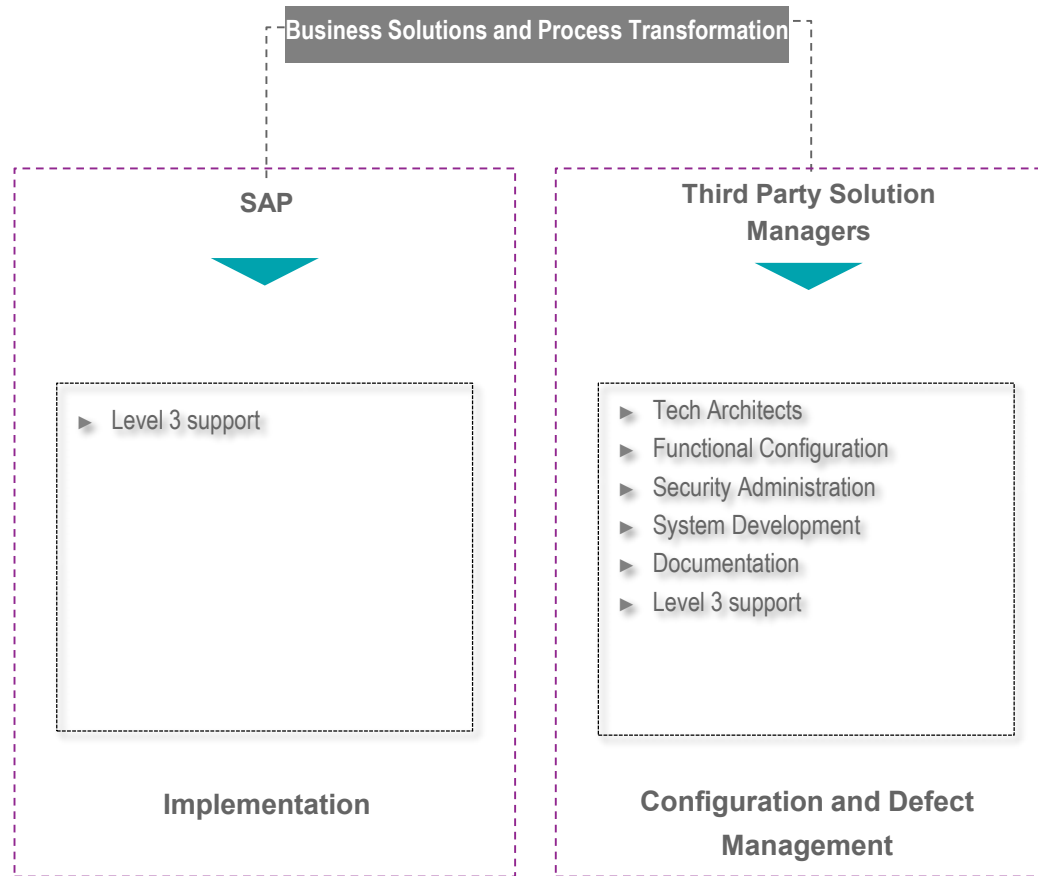 Business Solutions and Process Transformation
SAP
Level 3 support
Implementation
Third Party Solution
Managers
Tech Architects
Functional Configuration
Security Administration
System Development
Documentation
Level 3 support
Configuration and Defect
Management